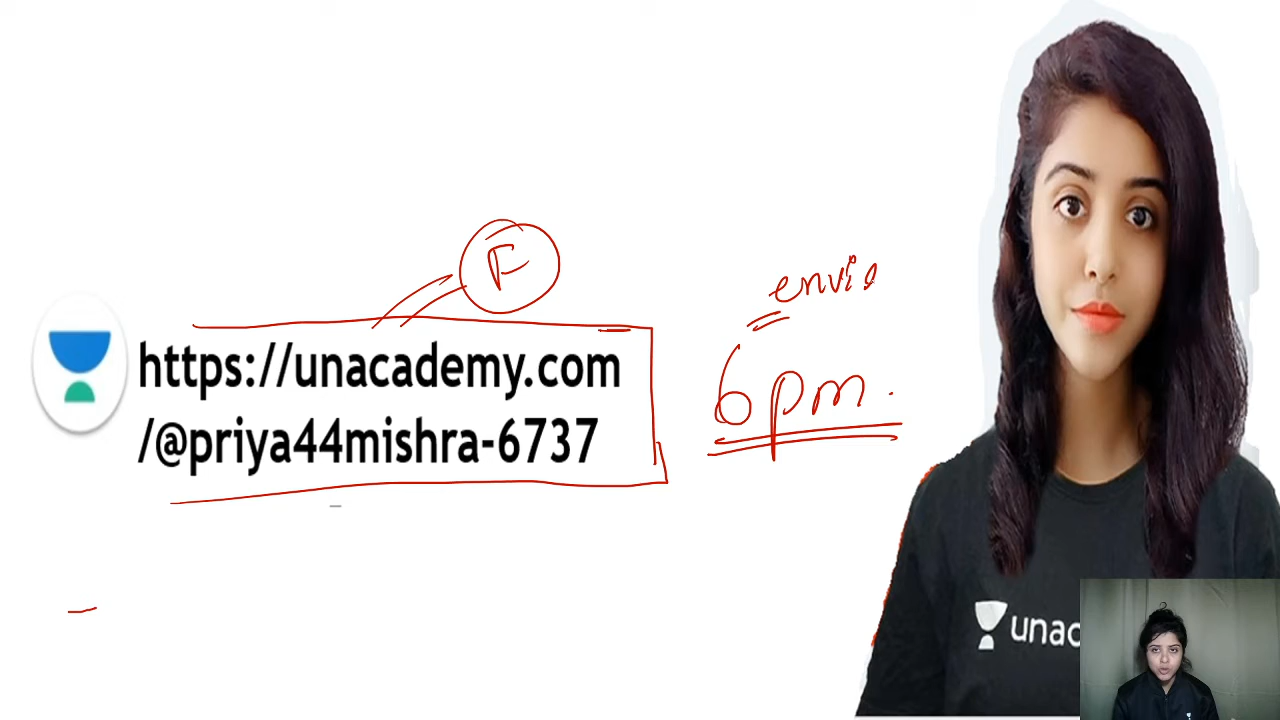 F
envio
https://unacademy.com
/@priya44mishra-6737
6pm.
unac